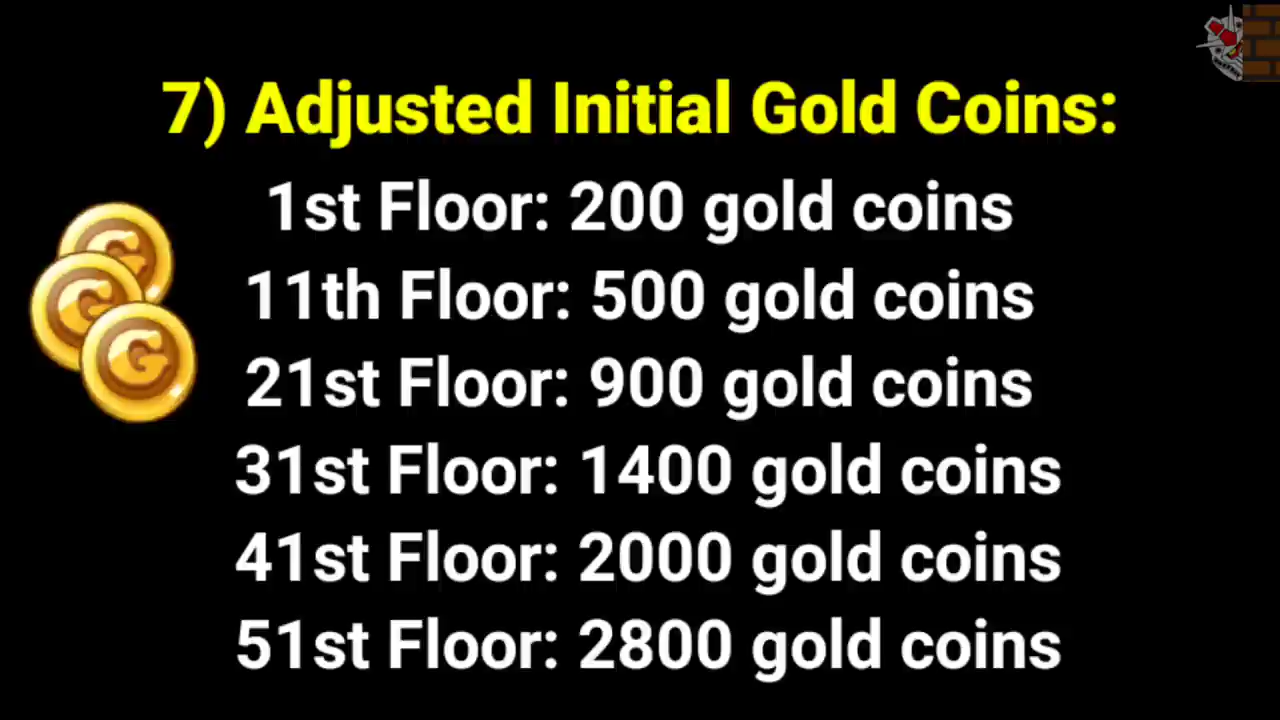 7) Adjusted Initial Gold Coins:
1st Floor: 200 gold coins
11th Floor: 500 gold coins
21st Floor: 900 gold coins
31st Floor: 1400 gold coins
41st Floor: 2000 gold coins
51st Floor: 2800 gold coins
G
G
G